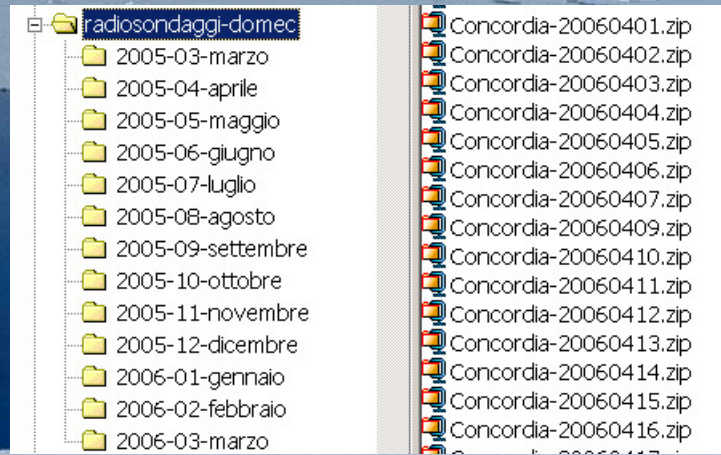 radiosondaggi-domec
2005-03-marzo
2005-04-aprile
2005-05-maggio
2005-06-giugno
2005-07-luglio
2005-08-agosto
2005-09-settembre
2005-10-ottobre
2005-11-novembre
2005-12-dicembre
2006-01-gennaio
2006-02-febbraio
2006-03-marzo
Concordia-20060401.zip
Concordia-20060402.zip
Concordia-20060403.zip
Concordia-20060404.zip
Concordia-20060405.zip
Concordia-20060406.zip
Concordia-20060407.zip
Concordia-20060409.zip
Concordia-20060410.zip
Concordia-20060411.zip
Concordia-20060412.zip
Concordia-20060413.zip
Concordia-20060414.zip
Concordia-20060415.zip
Concordia-20060416.zip